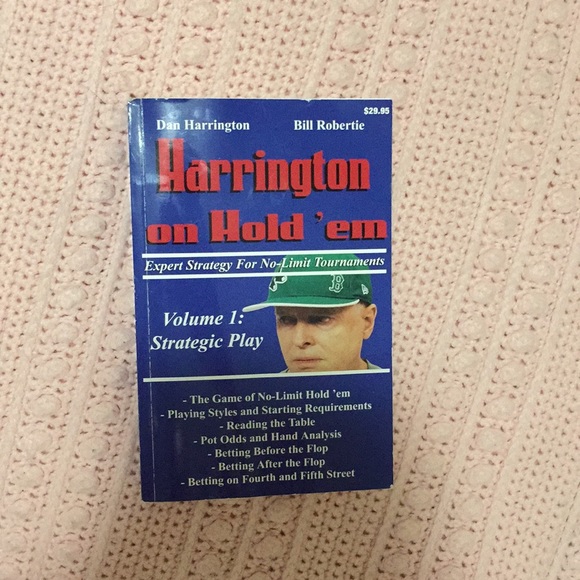 $29.95
Dan Harrington Bill Robertie
Harrington
on Hold 'em
Expert Strategy For No-Limit Tournaments
B
Volume 1:
Strategic Play
- The Game of No-Limit Hold 'em
- Playing Styles and Starting Requirements
- Reading the Table
- Pot Odds and Hand Analysis
- Betting Before the Flop
- Betting After the Flop
- Betting on Fourth and Fifth Street